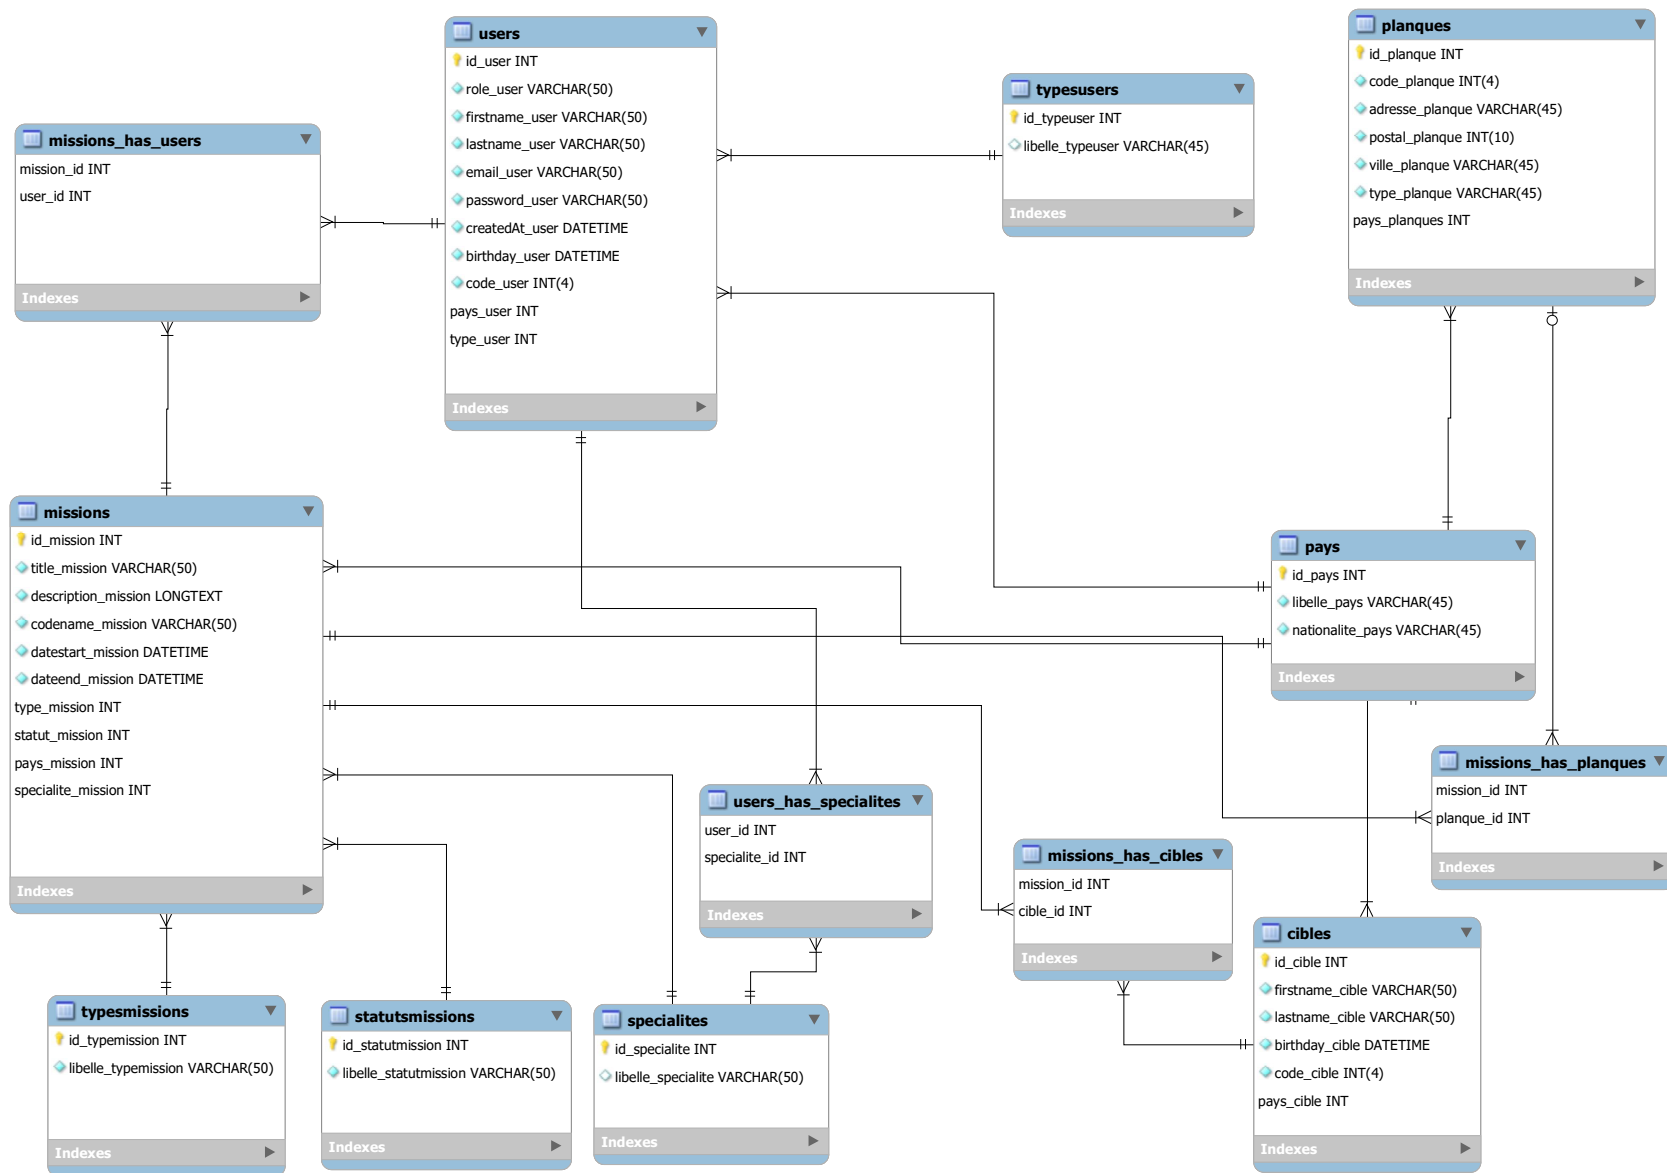 users
id_user INT
role_user VARCHAR(50)
firstname_user VARCHAR(50)
lastname_user VARCHAR(50)
email_user VARCHAR(50)
password_user VARCHAR(50)
createdAt_user DATETIME
birthday_user DATETIME
code_user INT(4)
pays_user INT
type_user INT
Indexes
planques
id_planque INT
code_planque INT(4)
adresse_planque VARCHAR(45)
postal_planque INT(10)
ville_planque VARCHAR(45)
type_planque VARCHAR(45)
pays_planques INT
Indexes
typesusers
id_typeuser INT
libelle_typeuser VARCHAR(45)
Indexes
missions_has_users
mission_id INT
user_id INT
Indexes
missions
id_mission INT
title_mission VARCHAR(50)
description_mission LONGTEXT
codename_mission VARCHAR(50)
datestart_mission DATETIME
dateend_mission DATETIME
type_mission INT
statut_mission INT
pays_mission INT
specialite_mission INT
Indexes
pays
id_pays INT
libelle_pays VARCHAR(45)
nationalite_pays VARCHAR(45)
Indexes
missions_has_planques
mission_id INT
planque_id INT
Indexes
users_has_specialites
user_id INT
specialite_id INT
Indexes
missions_has_cibles
mission_id INT
cible_id INT
Indexes
cibles
id_cible INT
firstname_cible VARCHAR(50)
lastname_cible VARCHAR(50)
birthday_cible DATETIME
code_cible INT(4)
pays_cible INT
Indexes
typesmissions
id_typemission INT
libelle_typemission VARCHAR(50)
Indexes
statutsmissions
id_statutmission INT
libelle_statutmission VARCHAR(50)
Indexes
specialites
id_specialite INT
libelle_specialite VARCHAR(50)
Indexes